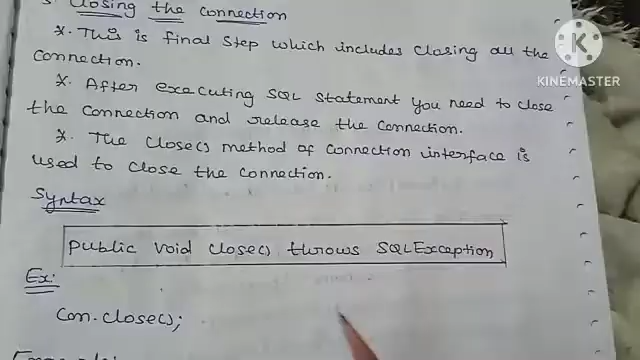 5 Closing the connection
*. This is final step which includes closing all the
connection.
*. After executing SQL statement you need to close
the connection and release the connection.
*. The close() method of connection interface is
used to close the connection.
Syntax
public void close() throws SQLException
Ex:
Con.close();
KINEMASTER